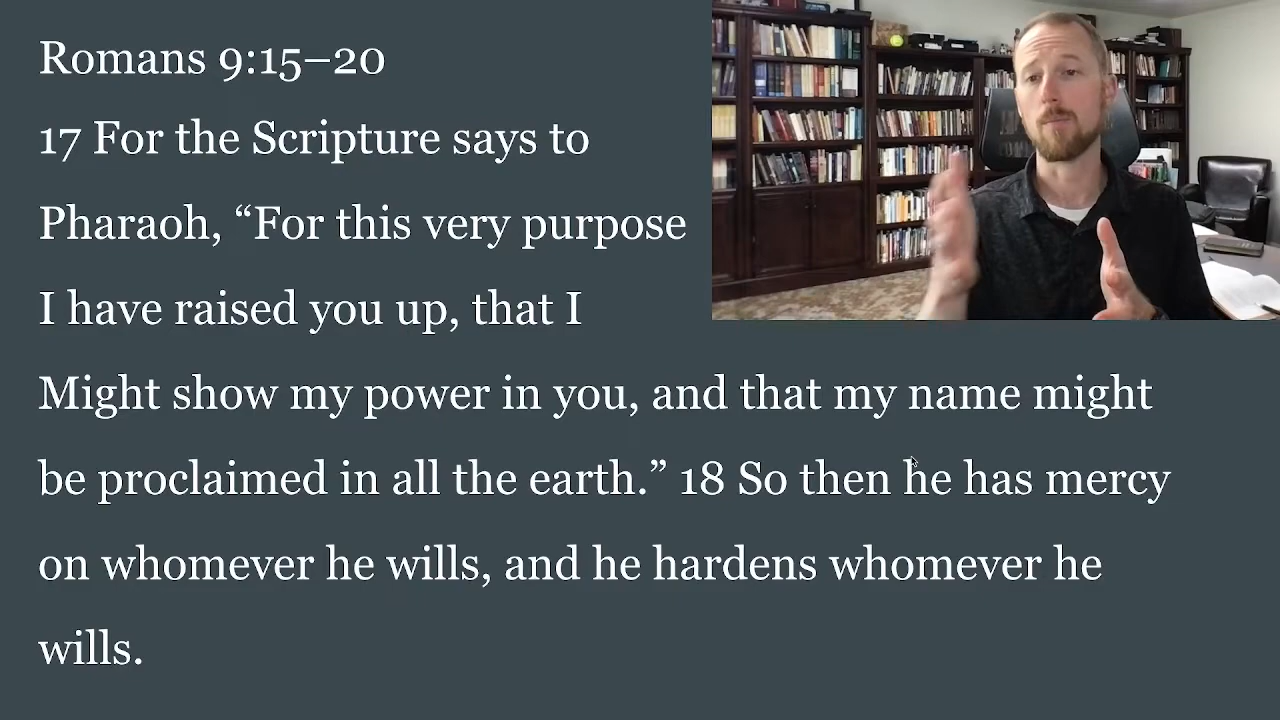 Romans 9:15–20
17 For the Scripture says to
Pharaoh, “For this very purpose
I have raised you up, that I
Might show my power in you, and that my name might
be proclaimed in all the earth.” 18 So then he has mercy
on whomever he wills, and he hardens whomever he
wills.